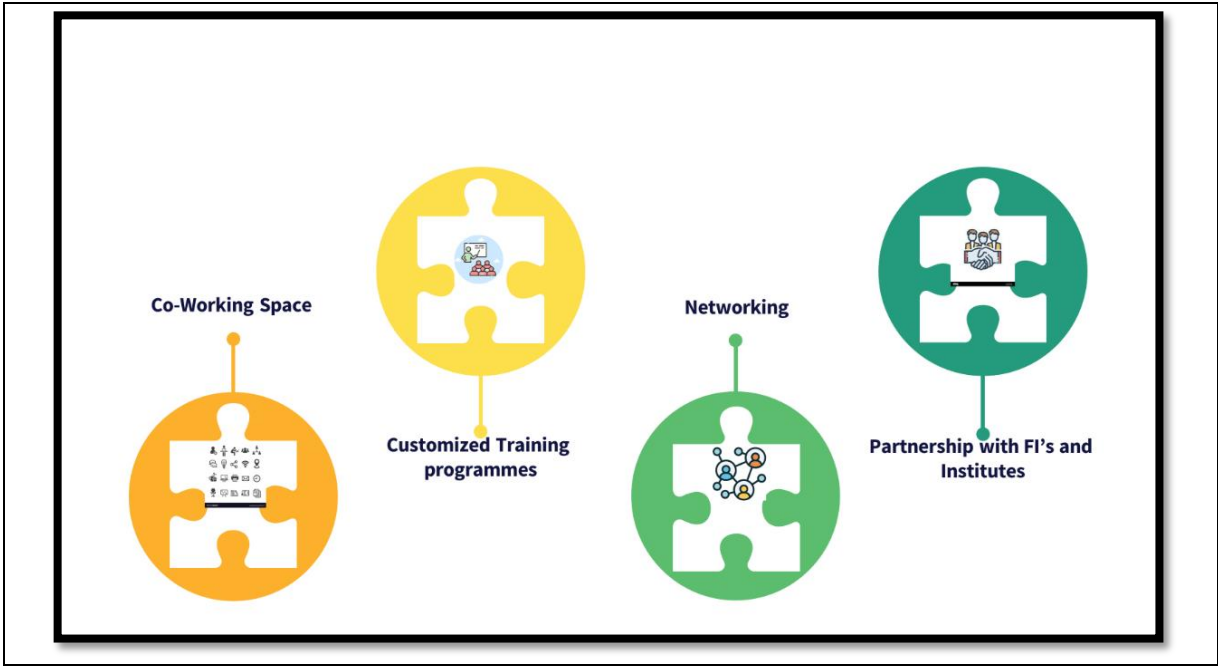 Co-Working Space
Customized Training
programmes
Networking
Partnership with FI's and
Institutes